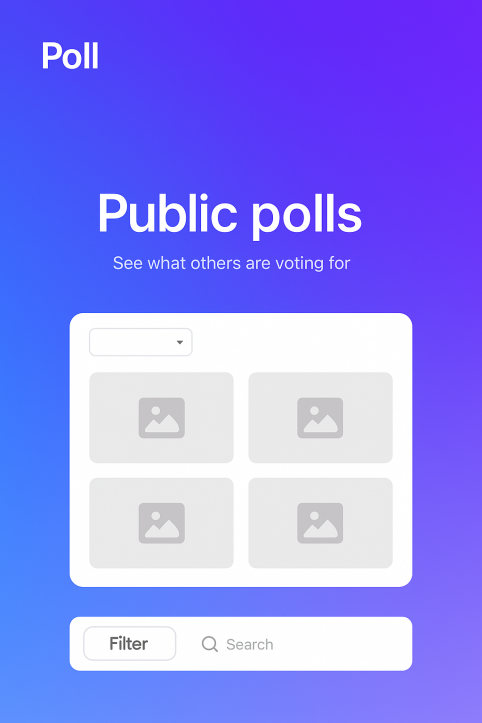 Poll
Public polls
See what others are voting for
Filter
Search